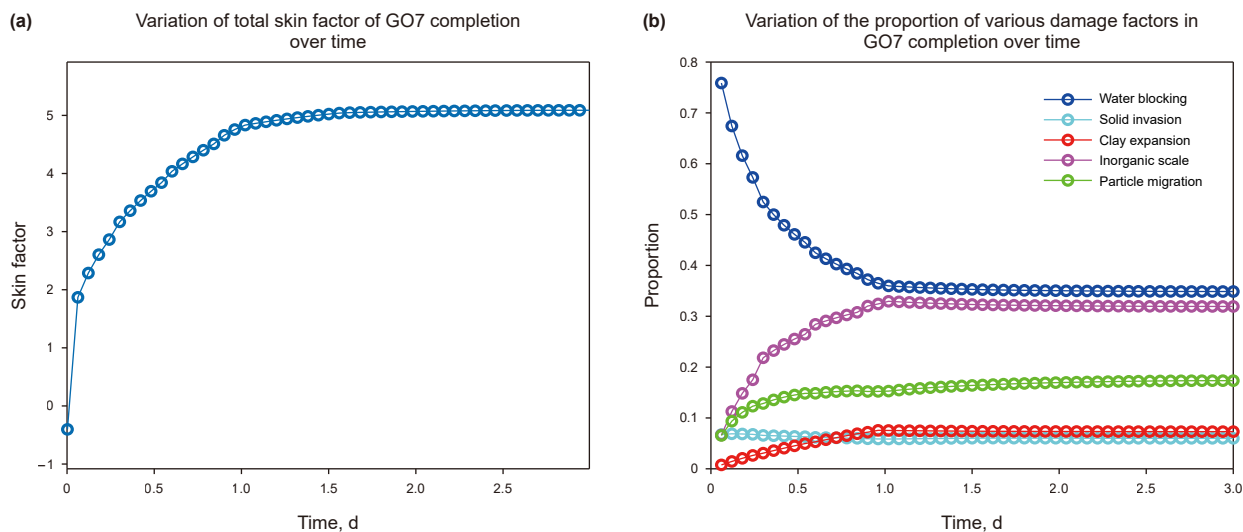 (a)
Variation of total skin factor of GO7 completion
over time
Skin factor
5
4
3
2
1
0
−1
0
0.5
1.0
1.5
2.0
2.5
Time, d
(b)
Variation of the proportion of various damage factors in
GO7 completion over time
Proportion
0.8
0.7
0.6
0.5
0.4
0.3
0.2
0.1
0
Water blocking
Solid invasion
Clay expansion
Inorganic scale
Particle migration
0
0.5
1.0
1.5
2.0
2.5
3.0
Time, d